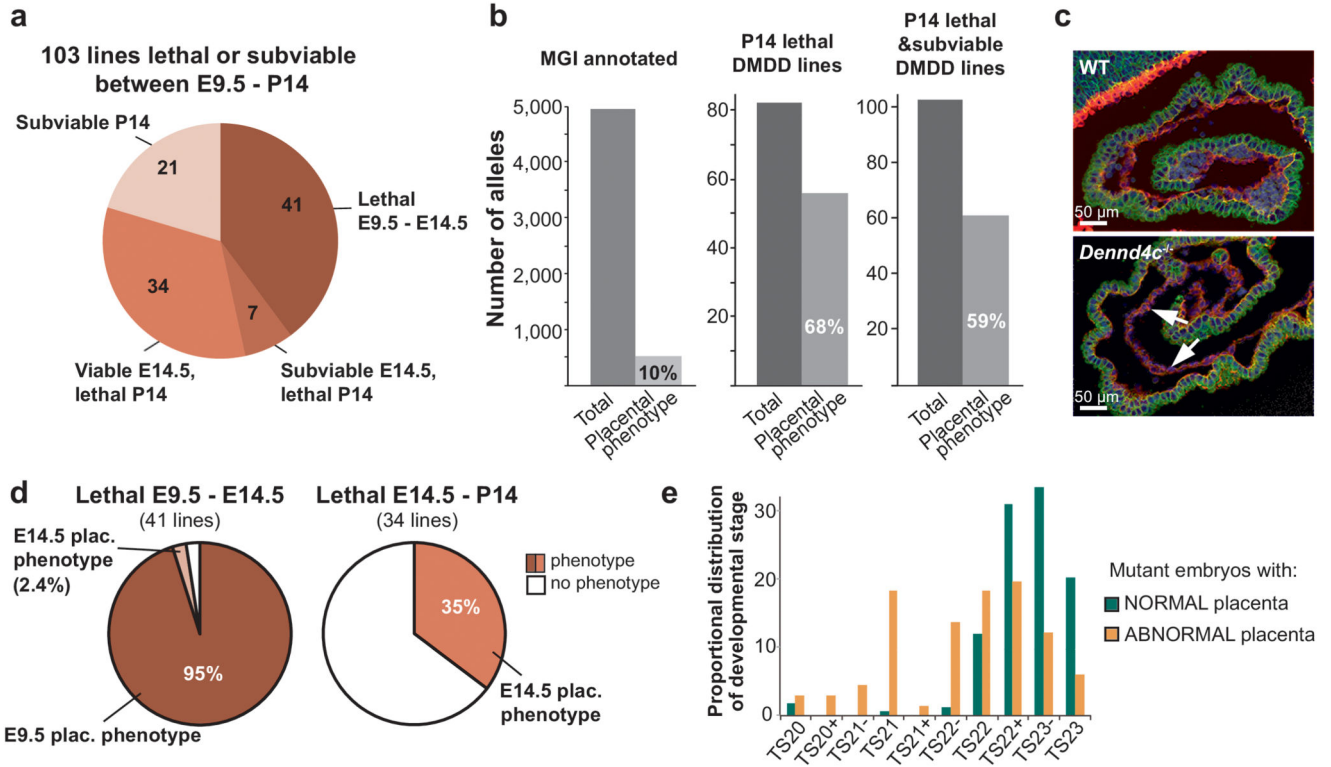 a
103 lines lethal or subviable
between E9.5 - P14
Subviable P14
21
41
Lethal
E9.5 - E14.5
34
7
Viable E14.5,
lethal P14
Subviable E14.5,
lethal P14
b
MGI annotated
Number of alleles
5,000
4,000
3,000
2,000
1,000
10%
Total
Placental
phenotype
P14 lethal
DMDD lines
80
60
40
20
68%
Total
Placental
phenotype
P14 lethal
&subviable
DMDD lines
100
80
60
40
20
59%
Total
Placental
phenotype
c
WT
50 µm
Dennd4c-/-
50 µm
d
Lethal E9.5 - E14.5
(41 lines)
E14.5 plac.
phenotype
(2.4%)
95%
E9.5 plac. phenotype
Lethal E14.5 - P14
(34 lines)
35%
E14.5 plac.
phenotype
phenotype
no phenotype
e
Proportional distribution
of developmental stage
30
20
10
0
TS20
TS20+
TS21-
TS21
TS21+
TS22-
TS22
TS22+
TS23-
TS23
Mutant embryos with:
NORMAL placenta
ABNORMAL placenta